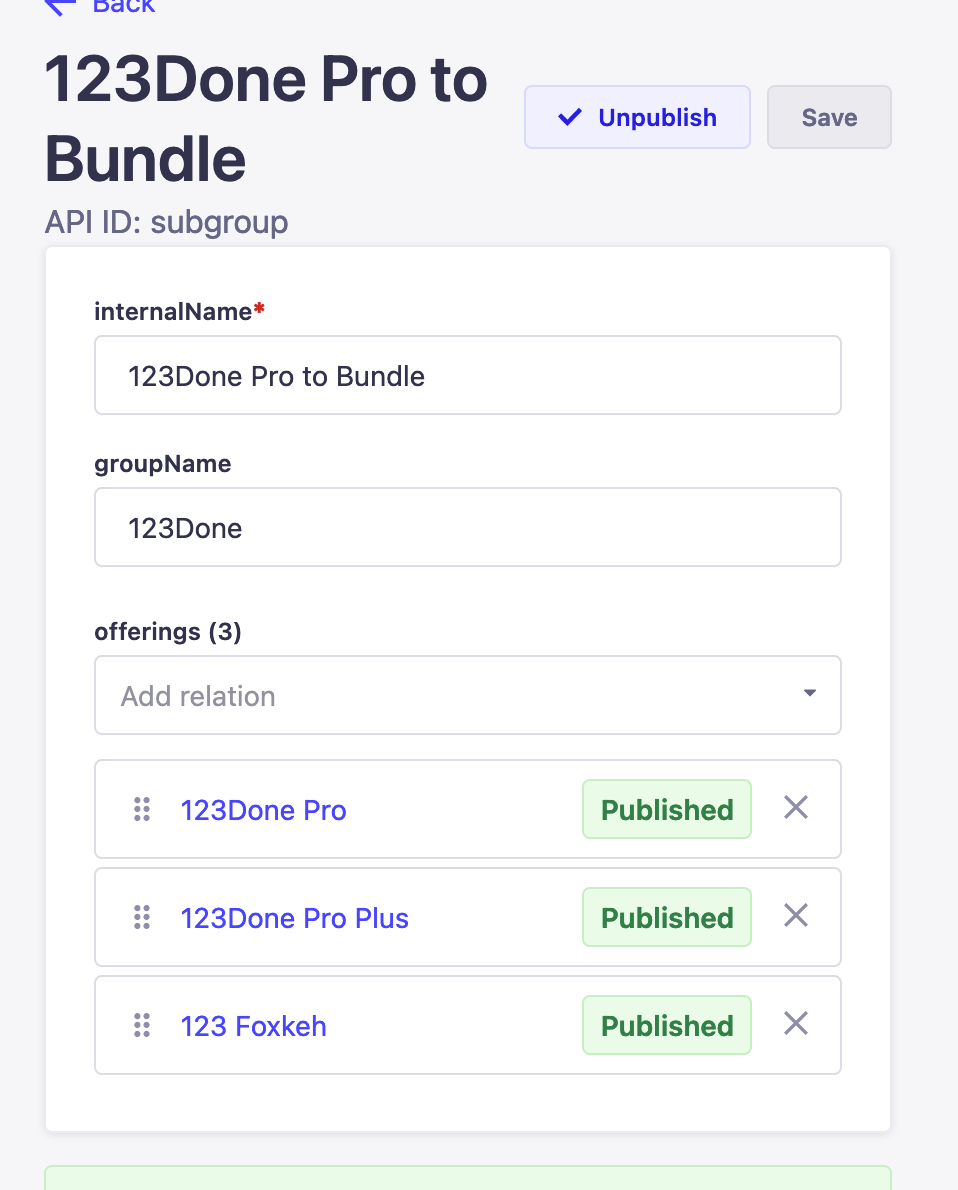 Back
123Done Pro to
Bundle
Unpublish
Save
API ID: subgroup
internalName*
123Done Pro to Bundle
groupName
123Done
offerings (3)
Add relation
123Done Pro Published
123Done Pro Plus Published
123 Foxkeh Published